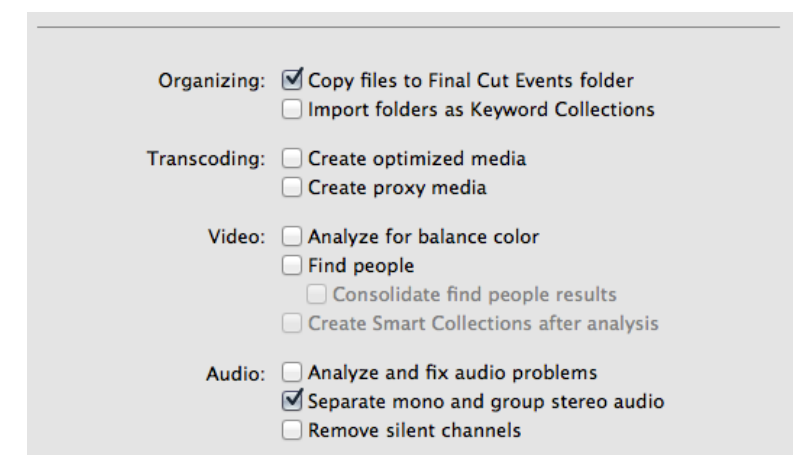 Organizing: Copy files to Final Cut Events folder
Import folders as Keyword Collections
Transcoding: Create optimized media
Create proxy media
Video: Analyze for balance color
Find people
Consolidate find people results
Create Smart Collections after analysis
Audio: Analyze and fix audio problems
Separate mono and group stereo audio
Remove silent channels